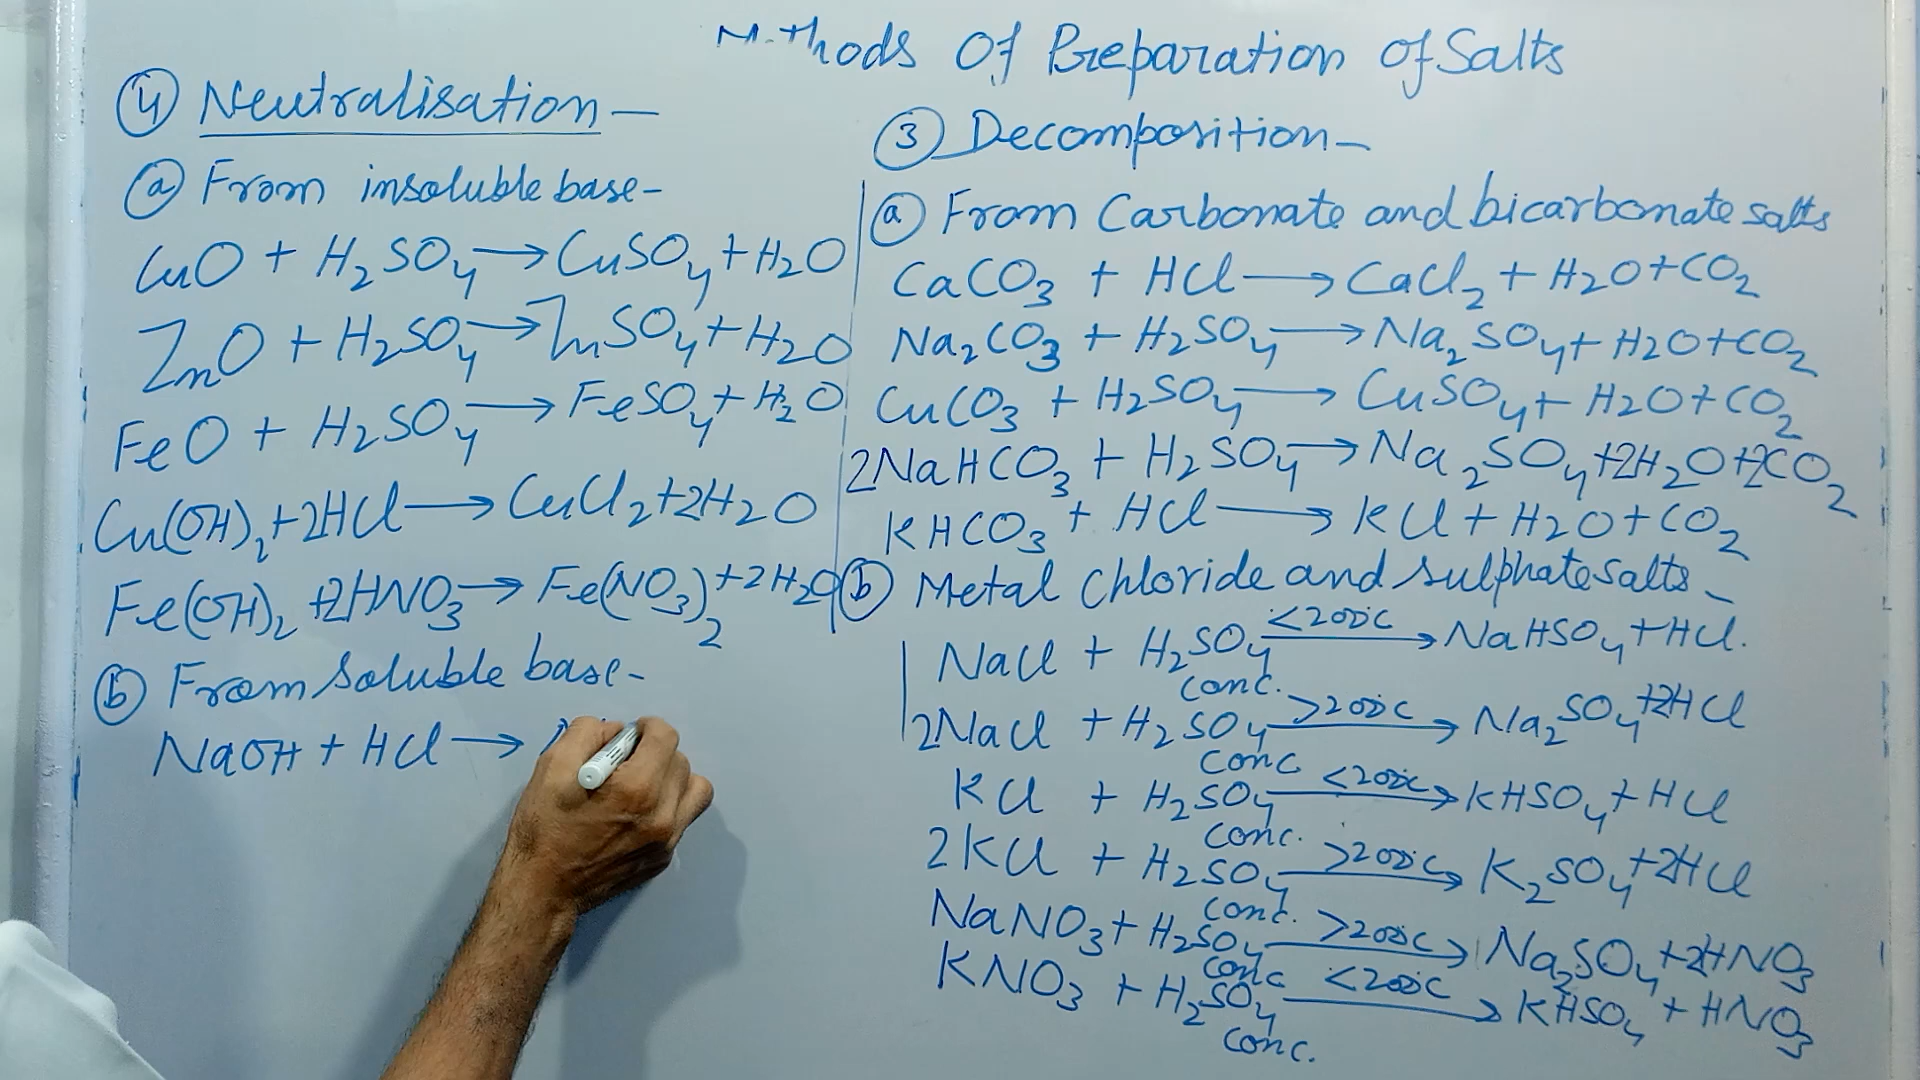 Methods Of Preparation of Salts
④ Neutralisation —
ⓐ From insoluble base -
CuO + H₂SO₄ → CuSO₄ + H₂O
ZnO + H₂SO₄ → ZnSO₄ + H₂O
FeO + H₂SO₄ → FeSO₄ + H₂O
Cu(OH)₂ + 2HCl → CuCl₂ + 2H₂O
Fe(OH)₂ + 2HNO₃ → Fe(NO₃)₂ + 2H₂O
ⓑ From soluble base -
NaOH + HCl →
③ Decomposition -
ⓐ From Carbonate and bicarbonate salts
CaCO₃ + HCl → CaCl₂ + H₂O + CO₂
Na₂CO₃ + H₂SO₄ → Na₂SO₄ + H₂O + CO₂
CuCO₃ + H₂SO₄ → CuSO₄ + H₂O + CO₂
2NaHCO₃ + H₂SO₄ → Na₂SO₄ + 2H₂O + 2CO₂
KHCO₃ + HCl → KCl + H₂O + CO₂
ⓑ Metal chloride and sulphate salts -
<200°C
NaCl + H₂SO₄ → NaHSO₄ + HCl.
conc. >200°C
2NaCl + H₂SO₄ → Na₂SO₄ + 2HCl
conc <200°C
KCl + H₂SO₄ → KHSO₄ + HCl
conc. >200°C
2KCl + H₂SO₄ → K₂SO₄ + 2HCl
conc. >200°C
NaNO₃ + H₂SO₄ → Na₂SO₄ + 2HNO₃
conc <200°C
KNO₃ + H₂SO₄ → KHSO₄ + HNO₃
conc.